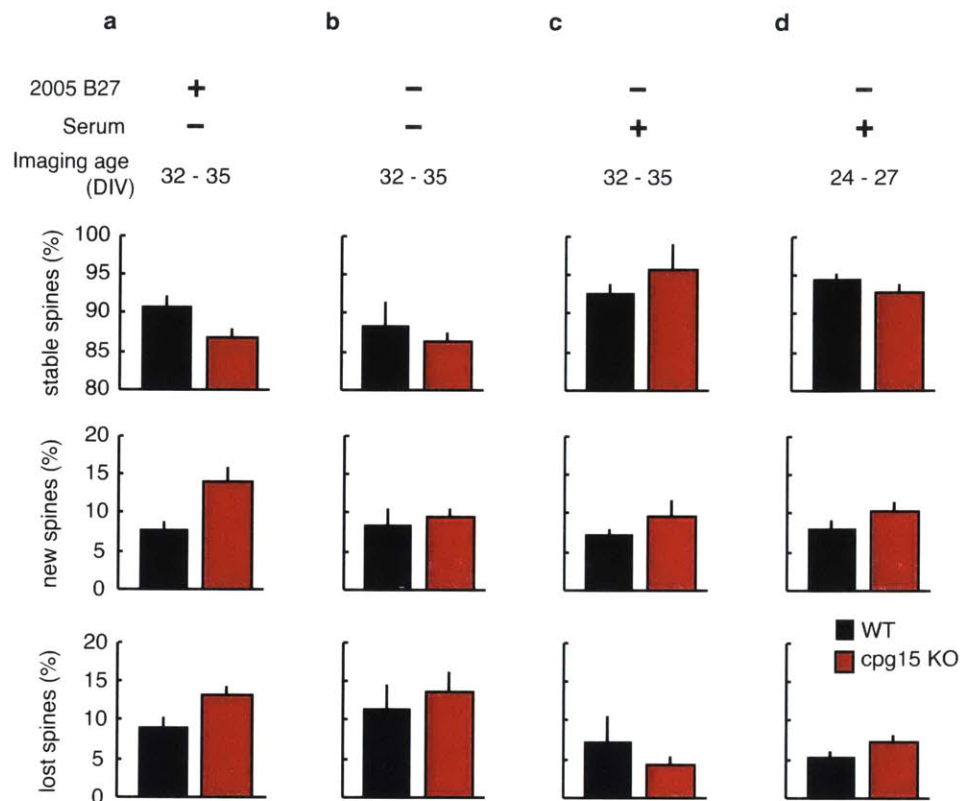 a b c d
2005 B27 + − − −
Serum − − + +
Imaging age
(DIV) 32 - 35 32 - 35 32 - 35 24 - 27
stable spines (%)
100
95
90
85
80
new spines (%)
20
15
10
5
0
WT
cpg15 KO
lost spines (%)
20
15
10
5
0